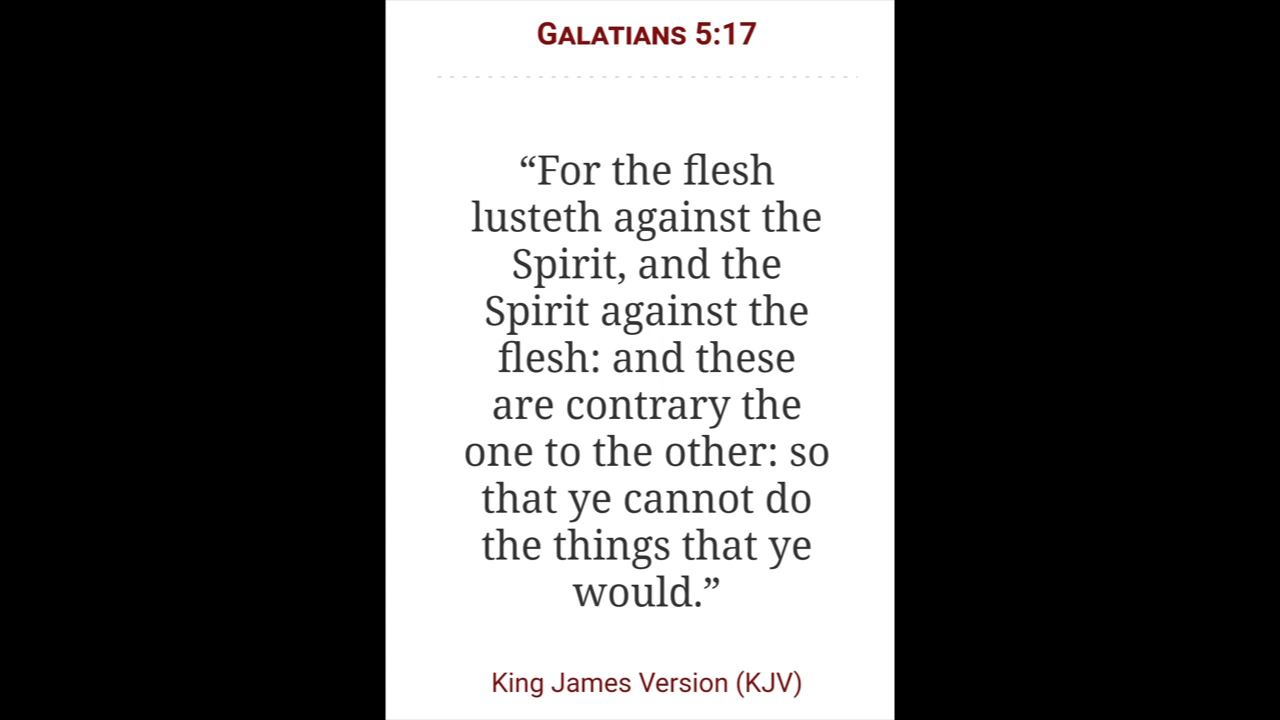 Galatians 5:17
“For the flesh
lusteth against the
Spirit, and the
Spirit against the
flesh: and these
are contrary the
one to the other: so
that ye cannot do
the things that ye
would.”
King James Version (KJV)